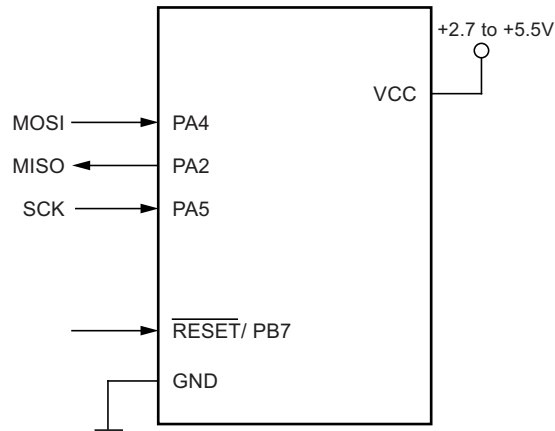 +2.7 to +5.5V
VCC
MOSI
PA4
MISO
PA2
SCK
PA5
RESET/ PB7
GND